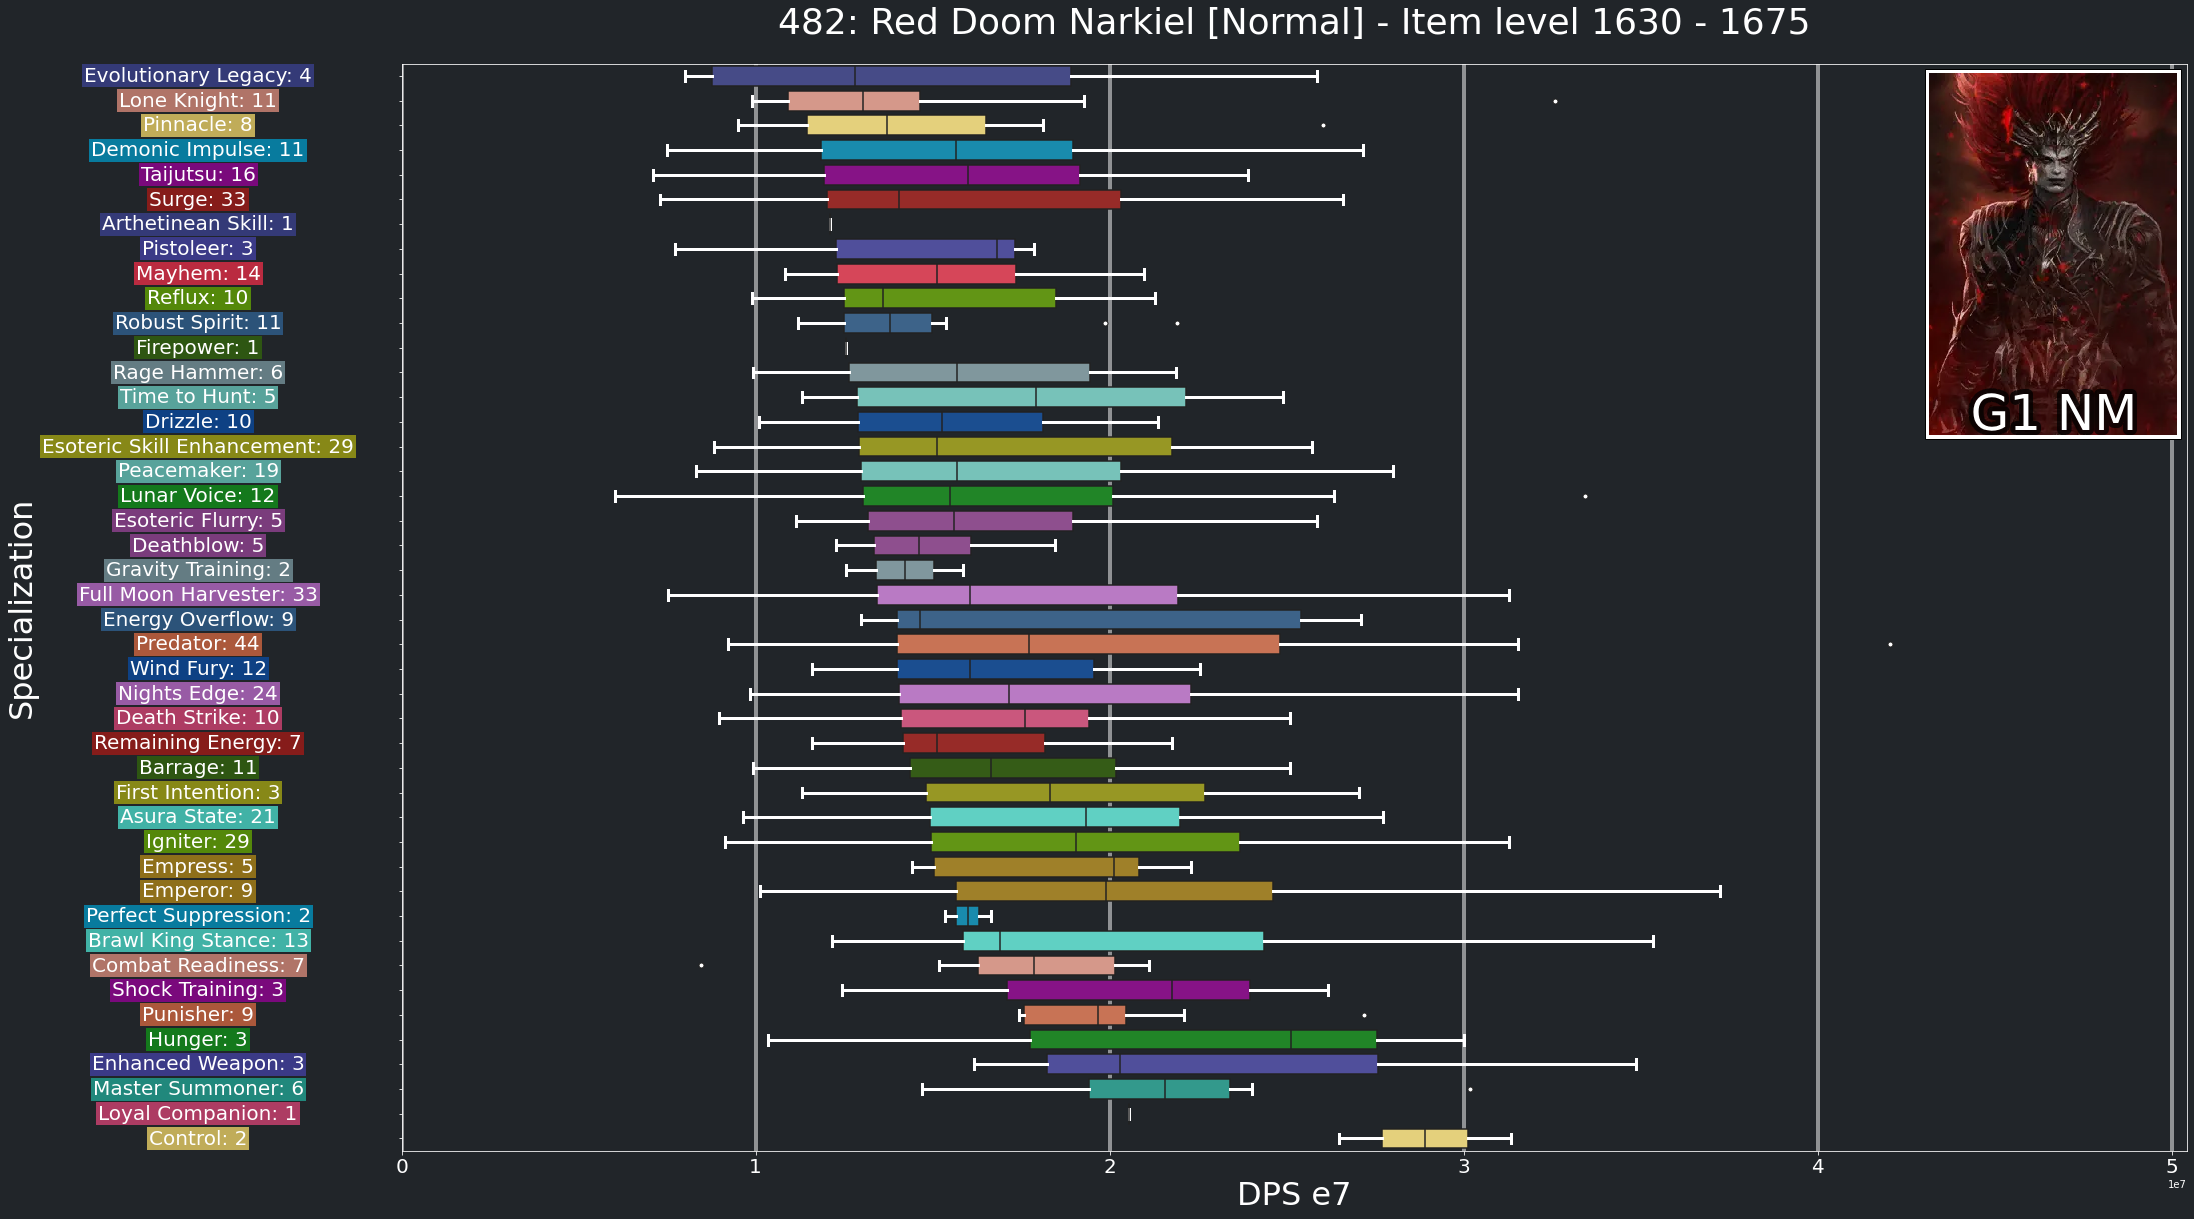 482: Red Doom Narkiel [Normal] - Item level 1630 - 1675
Evolutionary Legacy: 4
Lone Knight: 11
Pinnacle: 8
Demonic Impulse: 11
Taijutsu: 16
Surge: 33
Arthetinean Skill: 1
Pistoleer: 3
Mayhem: 14
Reflux: 10
Robust Spirit: 11
Firepower: 1
Rage Hammer: 6
Time to Hunt: 5
Drizzle: 10
Esoteric Skill Enhancement: 29
Peacemaker: 19
Lunar Voice: 12
Esoteric Flurry: 5
Deathblow: 5
Gravity Training: 2
Full Moon Harvester: 33
Energy Overflow: 9
Predator: 44
Wind Fury: 12
Nights Edge: 24
Death Strike: 10
Remaining Energy: 7
Barrage: 11
First Intention: 3
Asura State: 21
Igniter: 29
Empress: 5
Emperor: 9
Perfect Suppression: 2
Brawl King Stance: 13
Combat Readiness: 7
Shock Training: 3
Punisher: 9
Hunger: 3
Enhanced Weapon: 3
Master Summoner: 6
Loyal Companion: 1
Control: 2
Specialization
G1 NM
0 1 2 3 4 5
1e7
DPS e7